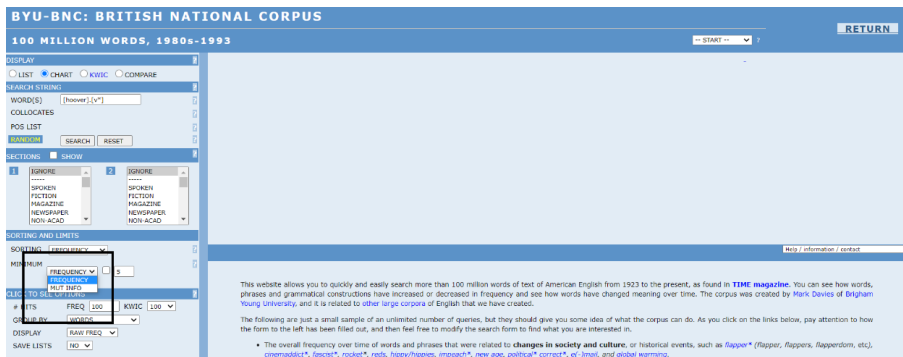 BYU-BNC: BRITISH NATIONAL CORPUS
100 MILLION WORDS, 1980s-1993
-- START --
?
RETURN
DISPLAY
LIST CHART KWIC COMPARE
SEARCH STRING
WORD(S) [hoover].[v*]
COLLOCATES
POS LIST
RANDOM SEARCH RESET
SECTIONS SHOW
1 IGNORE 2 IGNORE
----- -----
SPOKEN SPOKEN
FICTION FICTION
MAGAZINE MAGAZINE
NEWSPAPER NEWSPAPER
NON-ACAD NON-ACAD
SORTING AND LIMITS
SORTING FREQUENCY
MINIMUM
FREQUENCY 5
FREQUENCY
MUT INFO
CLICK TO SEE OPTIONS
# HITS FREQ 100 KWIC 100
GROUP BY WORDS
DISPLAY RAW FREQ
SAVE LISTS NO
Help / information / contact
This website allows you to quickly and easily search more than 100 million words of text of American English from 1923 to the present, as found in TIME magazine. You can see how words,
phrases and grammatical constructions have increased or decreased in frequency and see how words have changed meaning over time. The corpus was created by Mark Davies of Brigham
Young University, and it is related to other large corpora of English that we have created.
The following are just a small sample of an unlimited number of queries, but they should give you some idea of what the corpus can do. As you click on the links below, pay attention to how
the form to the left has been filled out, and then feel free to modify the search form to find what you are interested in.
• The overall frequency over time of words and phrases that were related to changes in society and culture, or historical events, such as flapper* (flapper, flappers, flapperdom, etc),
cinemaddict*, fascist*, rocket*, reds, hippy/hippies, impeach*, new age, political* correct*, e(-)mail, and global warming.